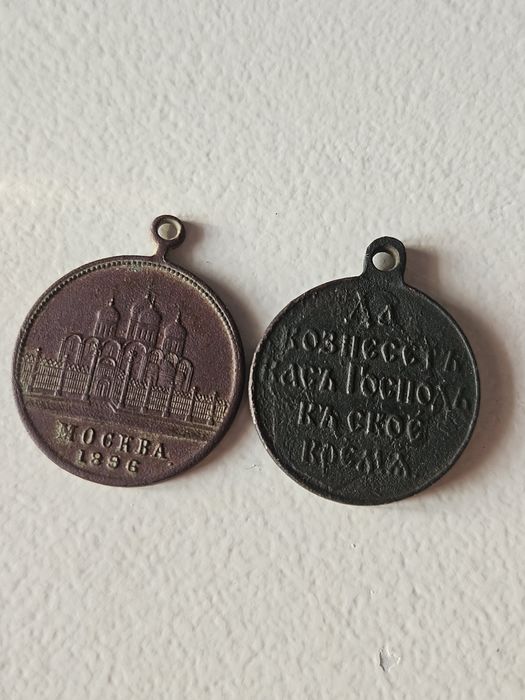 МОСКВА
1896
ДА
ВОЗНЕСЕТЪ
ВАСЪ ГОСПОДЬ
ВЪ СВОЕ
ВРЕМЯ